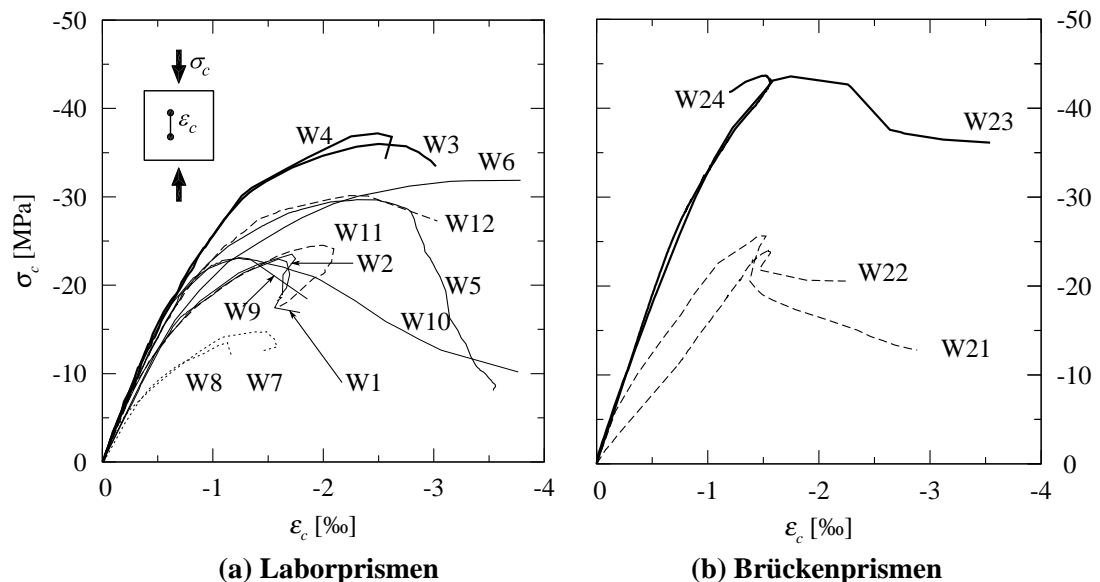 -50
-40
-30
-20
-10
0
σc [MPa]
σc
εc
W4
W3
W6
W12
W11
W2
W5
W9
W10
W8
W7
W1
0
-1
-2
-3
-4
εc [‰]
(a) Laborprismen
W24
W23
W22
W21
-50
-40
-30
-20
-10
0
0
-1
-2
-3
-4
εc [‰]
(b) Brückenprismen